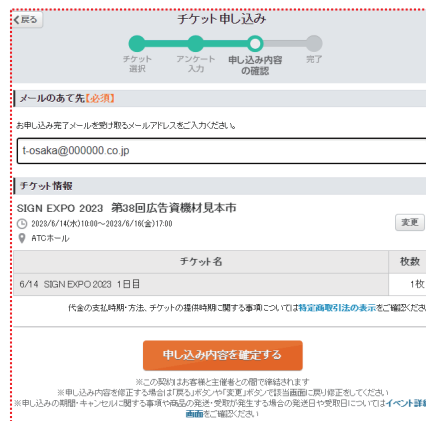 戻る
チケット申し込み
チケット
選択
アンケート
入力
申し込み内容
の確認
完了
メールのあて先【必須】
お申し込み完了メールを受け取るメールアドレスをご入力ください。
t-osaka@000000.co.jp
チケット情報
SIGN EXPO 2023 第38回広告資機材見本市
2023/6/14(水)10:00～2023/6/16(金)17:00
変更
ATCホール
チケット名 枚数
6/14 SIGN EXPO 2023 1日目 1枚
代金の支払時期・方法、チケットの提供時期に関する事項については特定商取引法の表示をご確認くださ
申し込み内容を確定する
※この契約はお客様と主催者との間で締結されます
※申し込み内容を修正する場合は「戻る」ボタンや「変更」ボタンで該当画面に戻り修正をしてください
※申し込みの期間・キャンセルに関する事項や商品の発送・受取が発生する場合の発送日や受取日についてはイベント詳細
画面をご確認ください